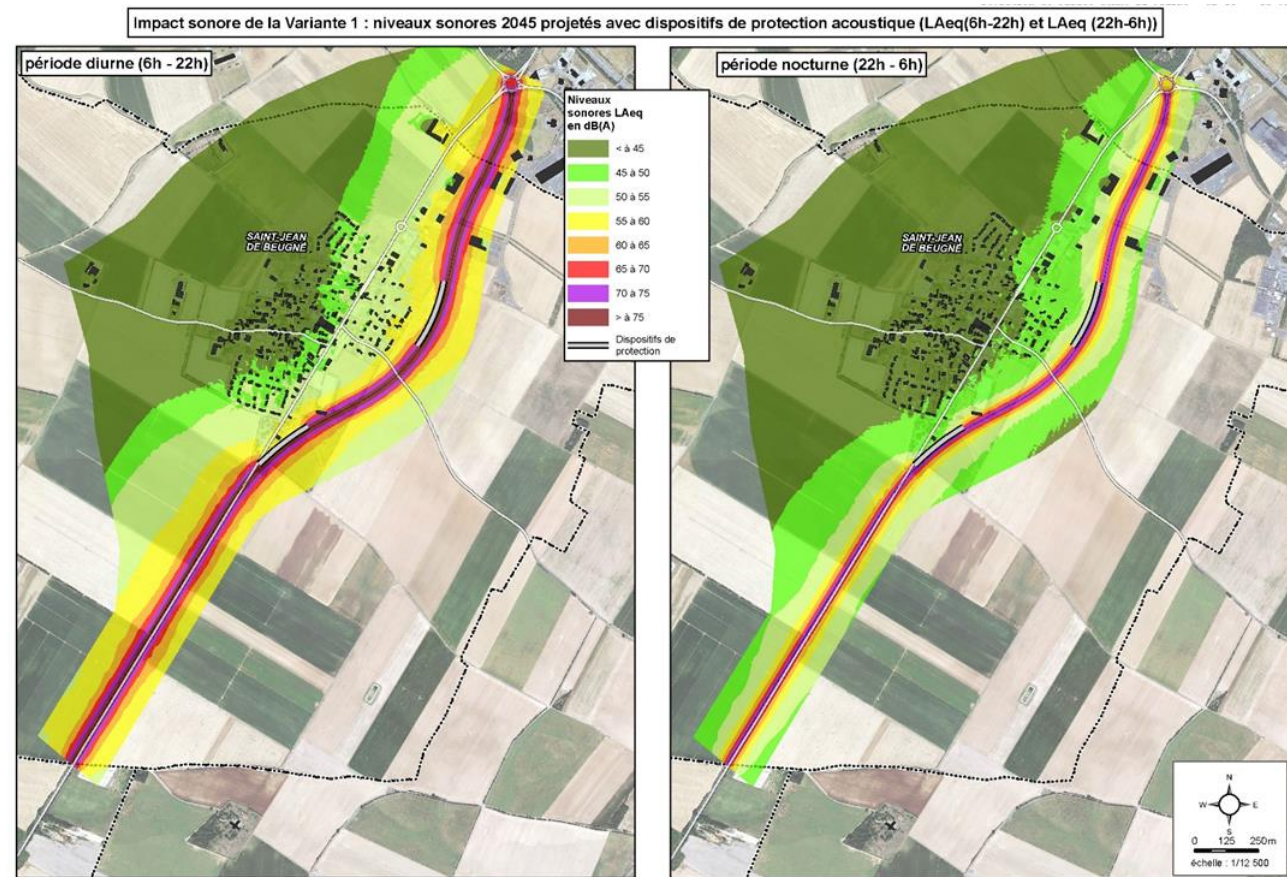 Impact sonore de la Variante 1 : niveaux sonores 2045 projetés avec dispositifs de protection acoustique (LAeq(6h-22h) et LAeq (22h-6h))
période diurne (6h - 22h)
SAINT-JEAN
DE BEUGNÉ
Niveaux
sonores LAeq
en dB(A)
< à 45
45 à 50
50 à 55
55 à 60
60 à 65
65 à 70
70 à 75
> à 75
Dispositifs de
protection
période nocturne (22h - 6h)
SAINT-JEAN
DE BEUGNÉ
N
W E
S
0 125 250m
échelle : 1/12 500